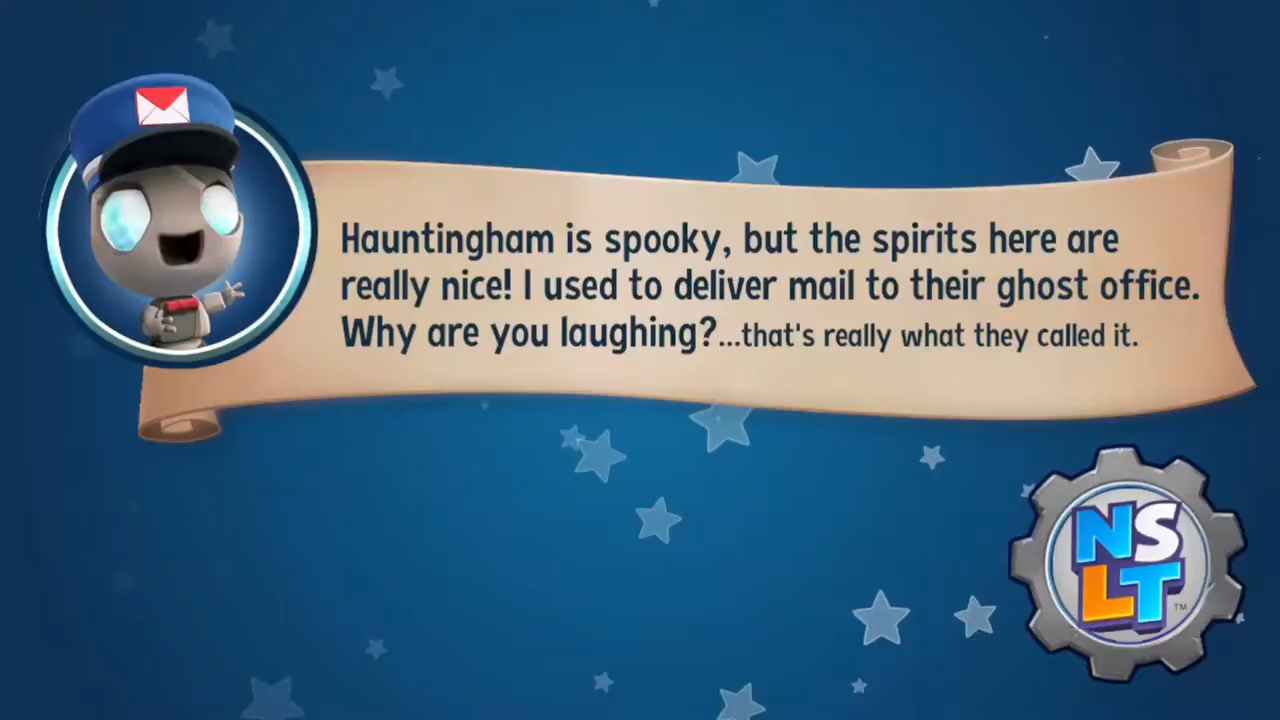 Hauntingham is spooky, but the spirits here are
really nice! I used to deliver mail to their ghost office.
Why are you laughing?...that's really what they called it.
NS
LT
TM